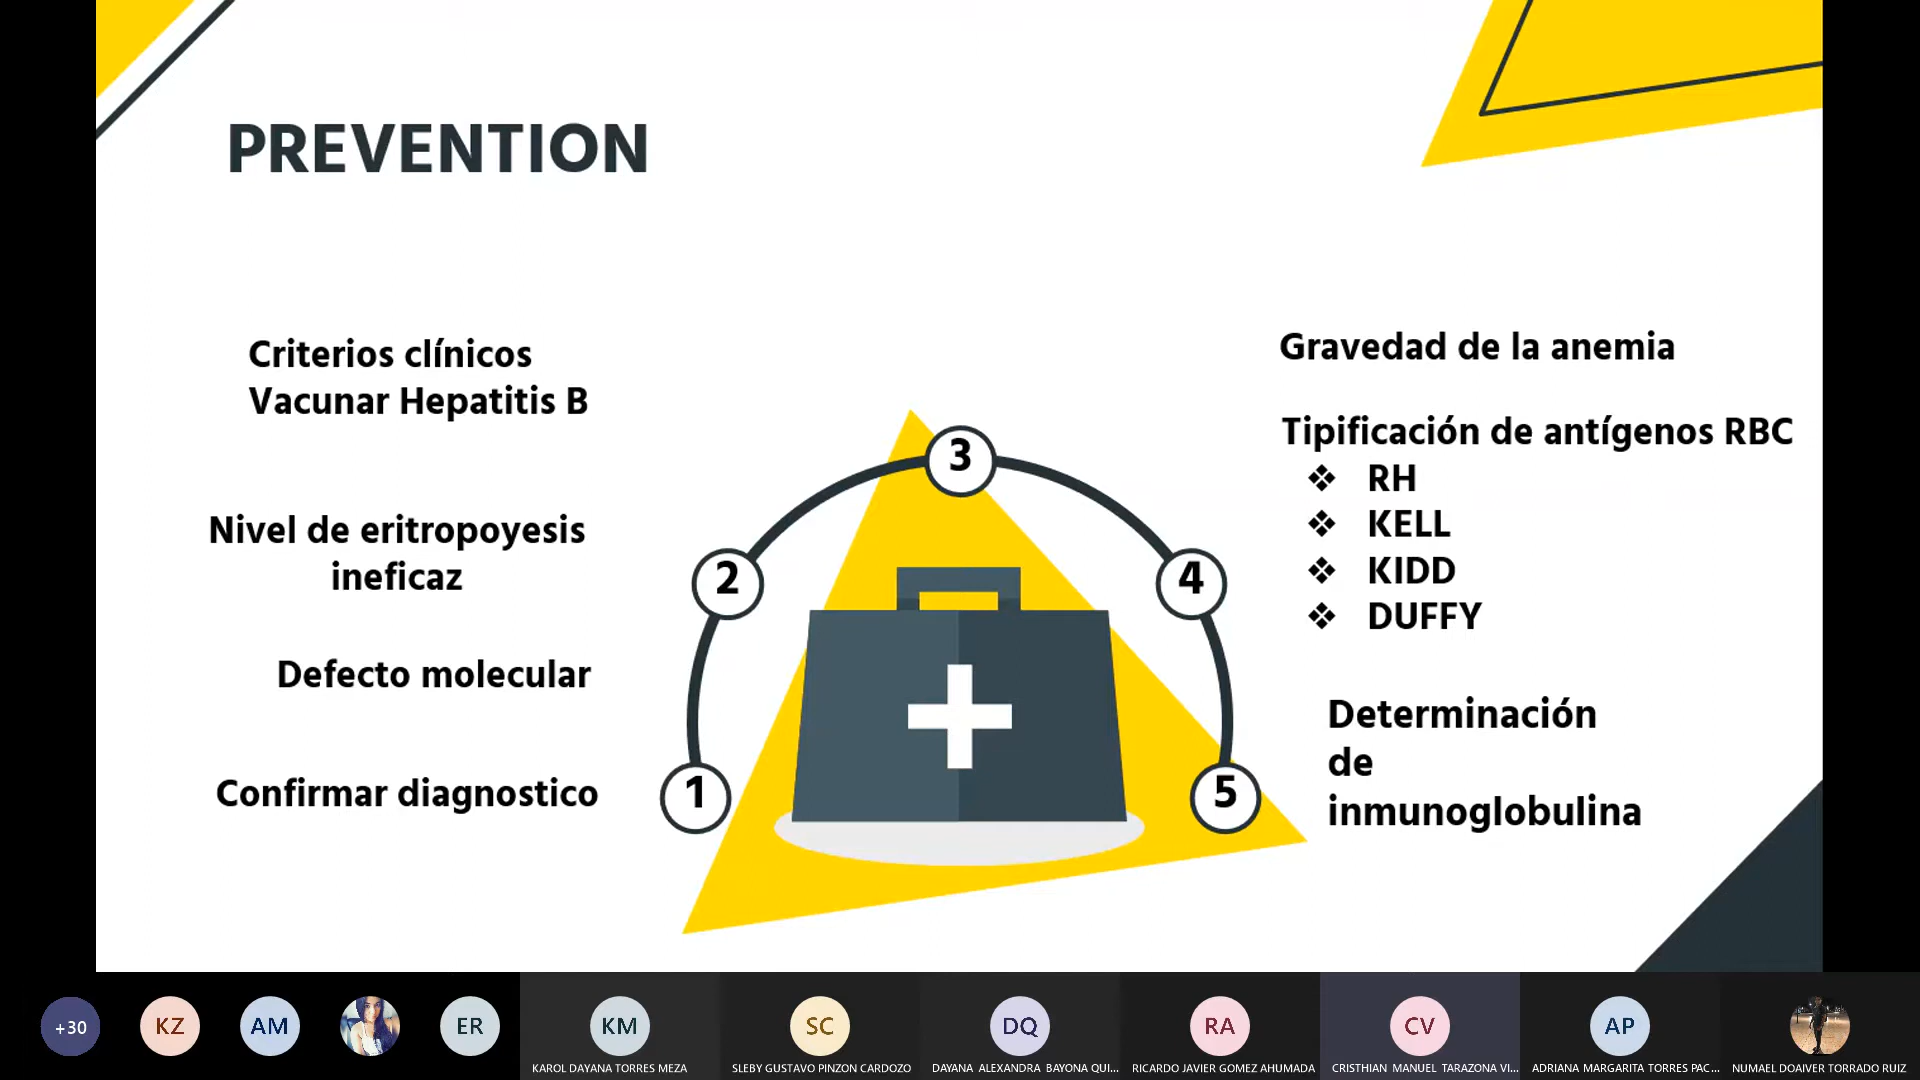 PREVENTION
Criterios clínicos
Vacunar Hepatitis B
Nivel de eritropoyesis
ineficaz
Defecto molecular
Confirmar diagnostico
1
2
3
4
5
Gravedad de la anemia
Tipificación de antígenos RBC
❖ RH
❖ KELL
❖ KIDD
❖ DUFFY
Determinación
de
inmunoglobulina
+30
KZ
AM
ER
KM
SC
DQ
RA
CV
AP
KAROL DAYANA TORRES MEZA
SLEBY GUSTAVO PINZON CARDOZO
DAYANA ALEXANDRA BAYONA QUI...
RICARDO JAVIER GOMEZ AHUMADA
CRISTHIAN MANUEL TARAZONA VI...
ADRIANA MARGARITA TORRES PAC...
NUMAEL DOAIVER TORRADO RUIZ